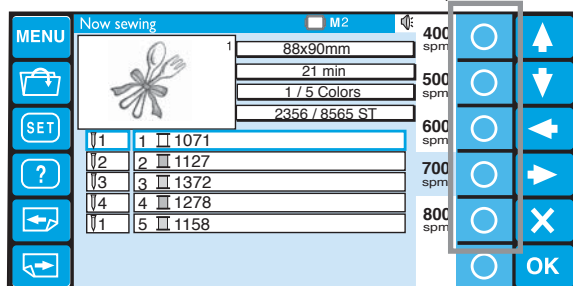 MENU
SET
?
Now sewing
M2
1
88x90mm
21 min
1 / 5 Colors
2356 / 8565 ST
1 1 1071
2 2 1127
3 3 1372
4 4 1278
1 5 1158
400
spm
500
spm
600
spm
700
spm
800
spm
X
OK